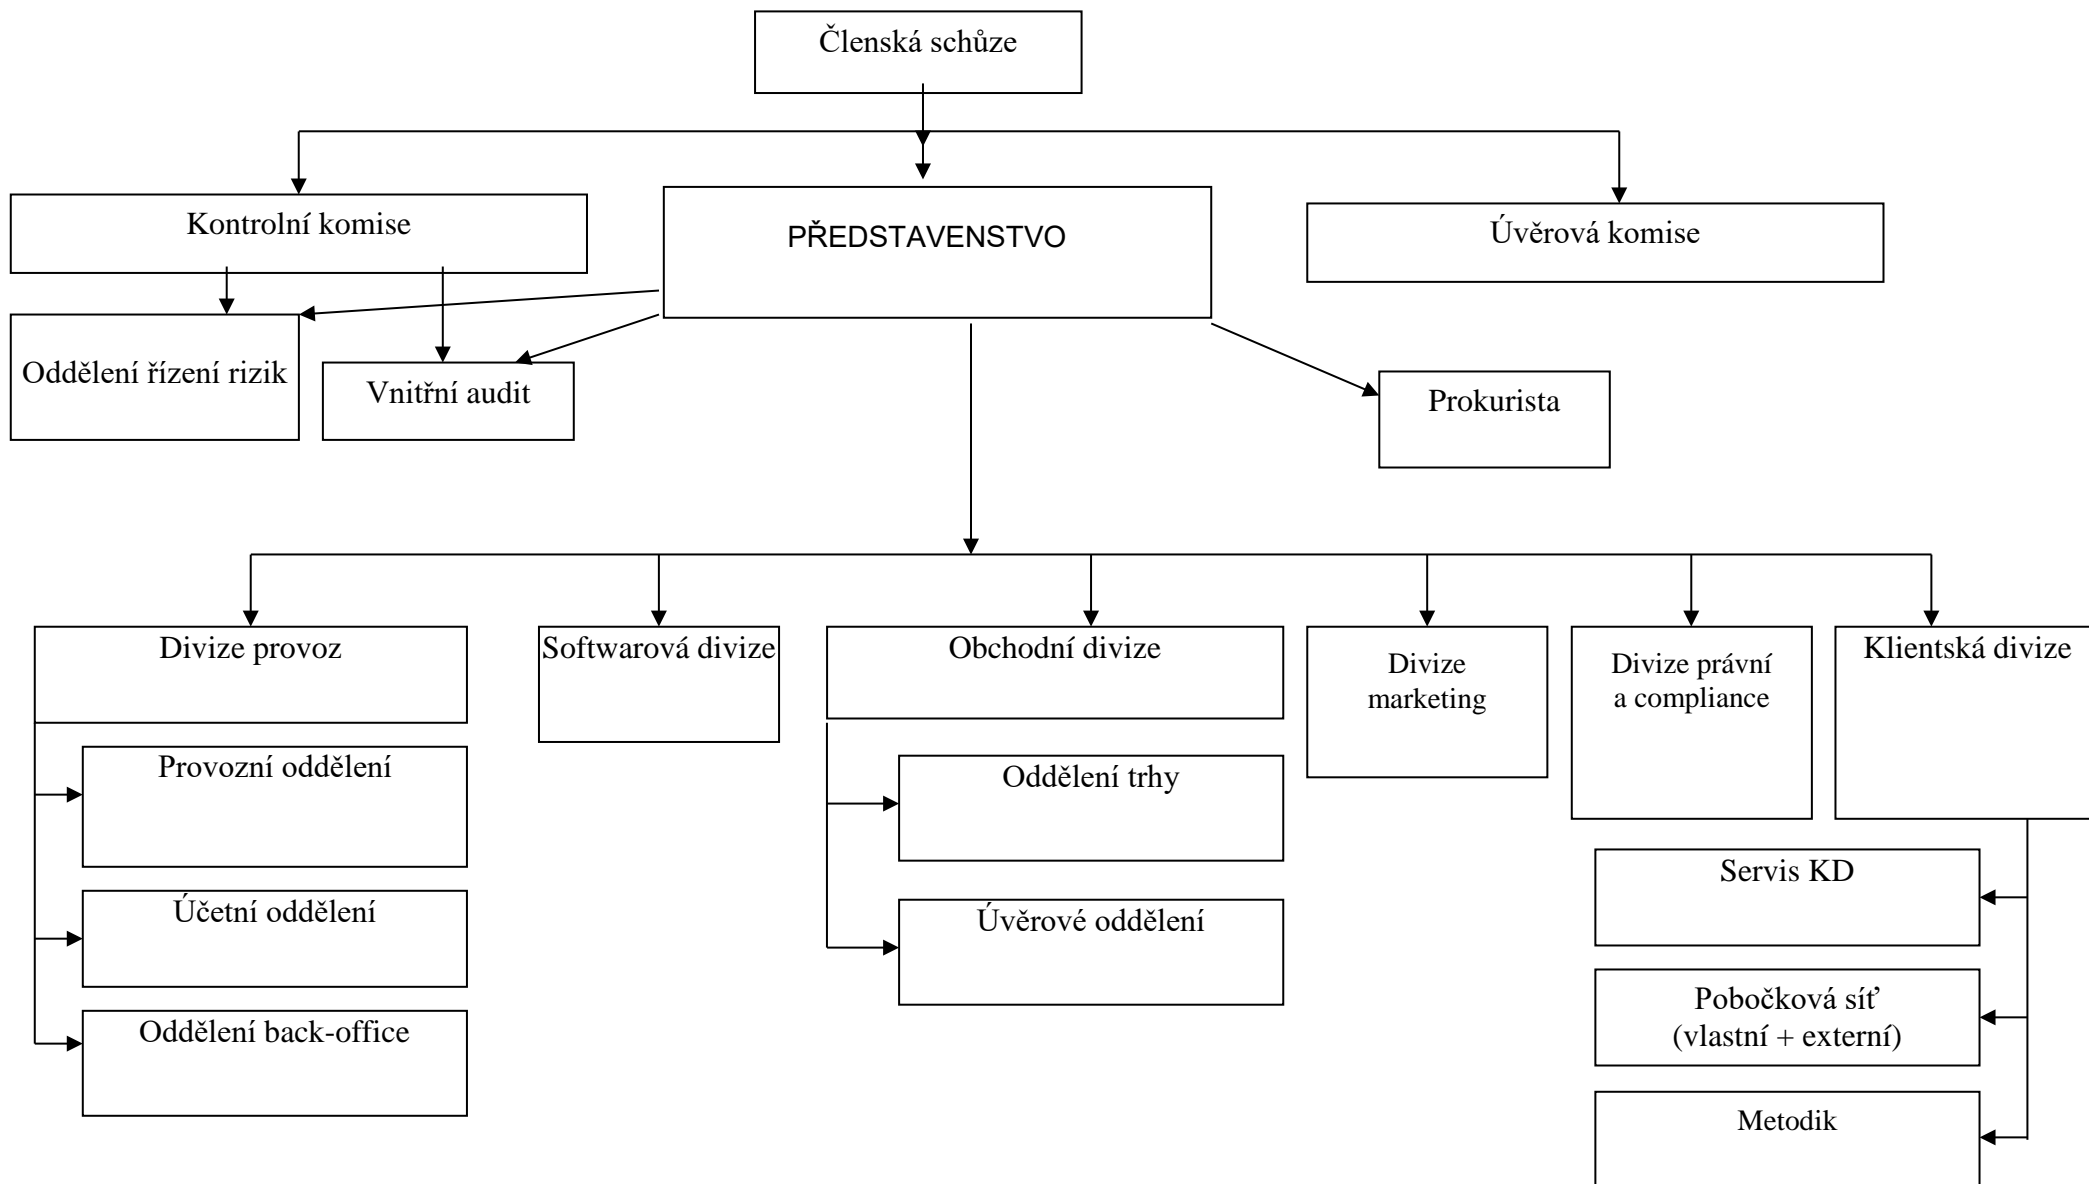 Členská schůze
Kontrolní komise
PŘEDSTAVENSTVO
Úvěrová komise
Oddělení řízení rizik
Vnitřní audit
Prokurista
Divize provoz
Softwarová divize
Obchodní divize
Divize
marketing
Divize právní
a compliance
Klientská divize
Provozní oddělení
Oddělení trhy
Servis KD
Účetní oddělení
Úvěrové oddělení
Pobočková síť
(vlastní + externí)
Oddělení back-office
Metodik